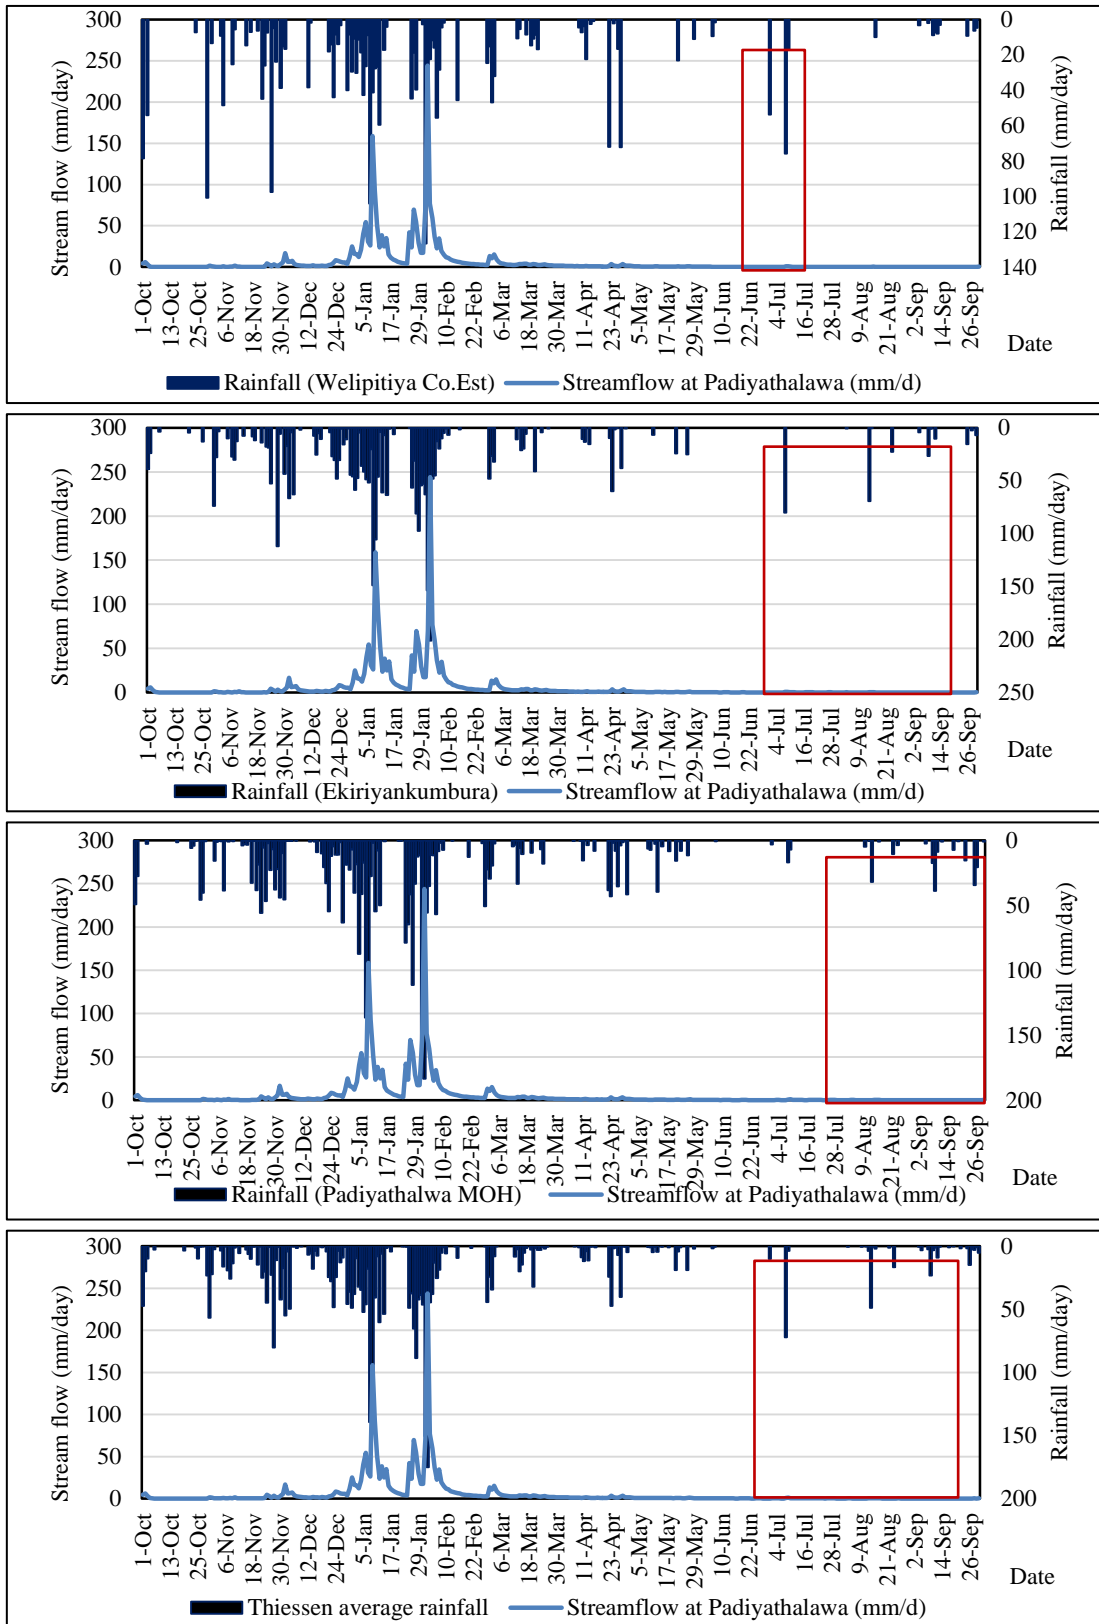 300
250
200
150
100
50
0
Stream flow (mm/day)
0
20
40
60
80
100
120
140
Rainfall (mm/day)
1-Oct
13-Oct
25-Oct
6-Nov
18-Nov
30-Nov
12-Dec
24-Dec
5-Jan
17-Jan
29-Jan
10-Feb
22-Feb
6-Mar
18-Mar
30-Mar
11-Apr
23-Apr
5-May
17-May
29-May
10-Jun
22-Jun
4-Jul
16-Jul
28-Jul
9-Aug
21-Aug
2-Sep
14-Sep
26-Sep
Date
Rainfall (Welipitiya Co.Est)
Streamflow at Padiyathalawa (mm/d)
300
250
200
150
100
50
0
Stream flow (mm/day)
0
50
100
150
200
250
Rainfall (mm/day)
1-Oct
13-Oct
25-Oct
6-Nov
18-Nov
30-Nov
12-Dec
24-Dec
5-Jan
17-Jan
29-Jan
10-Feb
22-Feb
6-Mar
18-Mar
30-Mar
11-Apr
23-Apr
5-May
17-May
29-May
10-Jun
22-Jun
4-Jul
16-Jul
28-Jul
9-Aug
21-Aug
2-Sep
14-Sep
26-Sep
Date
Rainfall (Ekiriyankumbura)
Streamflow at Padiyathalawa (mm/d)
300
250
200
150
100
50
0
Stream flow (mm/day)
0
50
100
150
200
Rainfall (mm/day)
1-Oct
13-Oct
25-Oct
6-Nov
18-Nov
30-Nov
12-Dec
24-Dec
5-Jan
17-Jan
29-Jan
10-Feb
22-Feb
6-Mar
18-Mar
30-Mar
11-Apr
23-Apr
5-May
17-May
29-May
10-Jun
22-Jun
4-Jul
16-Jul
28-Jul
9-Aug
21-Aug
2-Sep
14-Sep
26-Sep
Date
Rainfall (Padiyathalwa MOH)
Streamflow at Padiyathalawa (mm/d)
300
250
200
150
100
50
0
Stream flow (mm/day)
0
50
100
150
200
Rainfall (mm/day)
1-Oct
13-Oct
25-Oct
6-Nov
18-Nov
30-Nov
12-Dec
24-Dec
5-Jan
17-Jan
29-Jan
10-Feb
22-Feb
6-Mar
18-Mar
30-Mar
11-Apr
23-Apr
5-May
17-May
29-May
10-Jun
22-Jun
4-Jul
16-Jul
28-Jul
9-Aug
21-Aug
2-Sep
14-Sep
26-Sep
Date
Thiessen average rainfall
Streamflow at Padiyathalawa (mm/d)